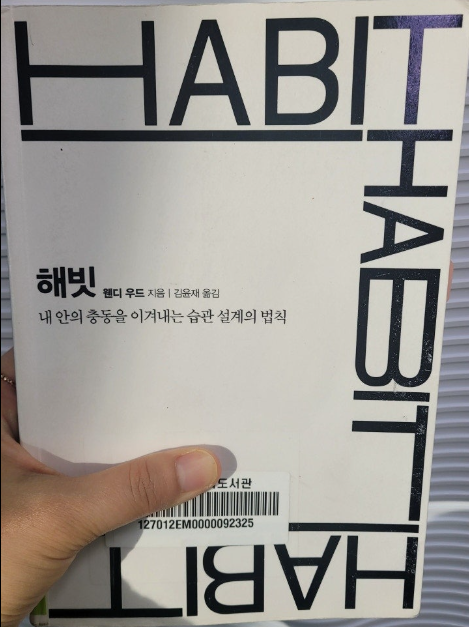 HABIT
HABIT
해빗 웬디 우드 지음 | 김윤재 옮김
내 안의 충동을 이겨내는 습관 설계의 법칙
도서관
127012EM0000092325
HABIT